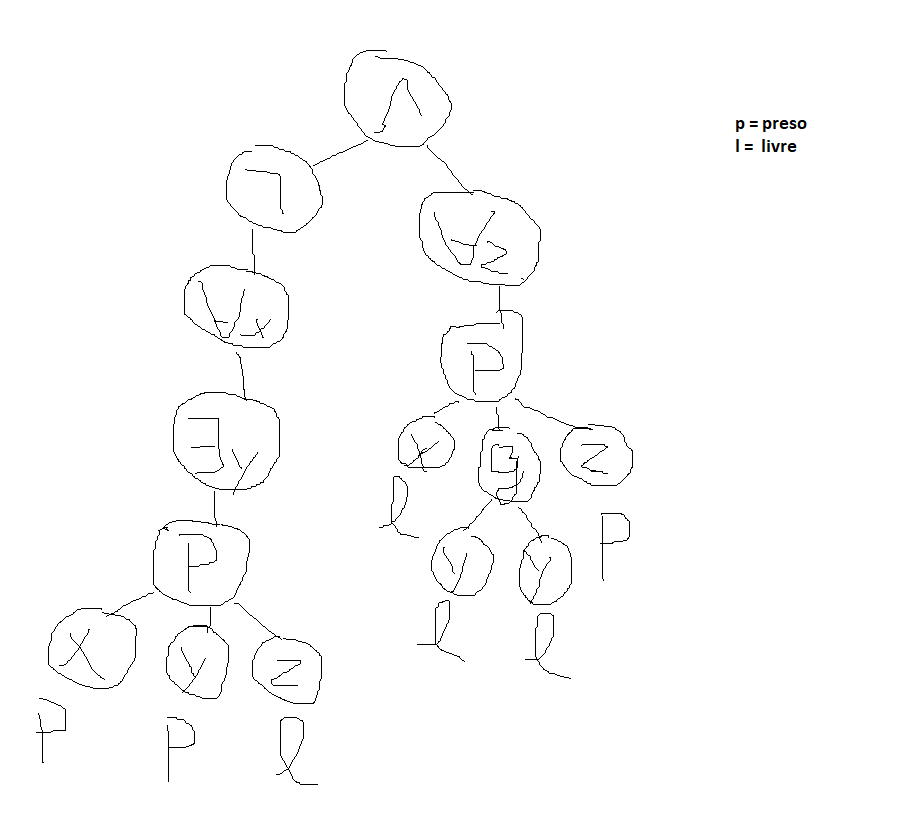 ∧
p = preso
l = livre
¬
∀z
∀x
P
∃y
x g z
l
P
y y p
l l
x y z
p p l